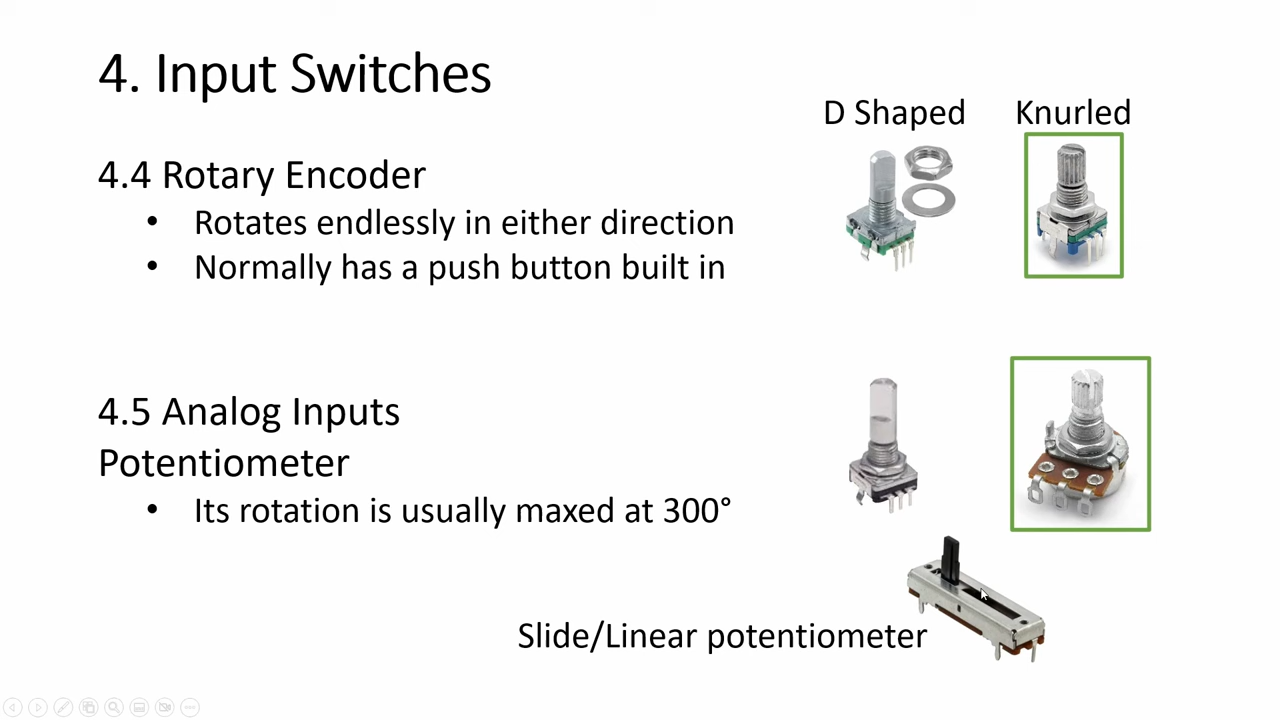 4. Input Switches
D Shaped
Knurled
4.4 Rotary Encoder
• Rotates endlessly in either direction
• Normally has a push button built in
4.5 Analog Inputs
Potentiometer
• Its rotation is usually maxed at 300°
Slide/Linear potentiometer